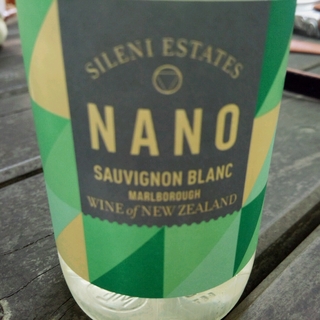 SILENI ESTATES
NANO
SAUVIGNON BLANC
MARLBOROUGH
WINE of NEW ZEALAND